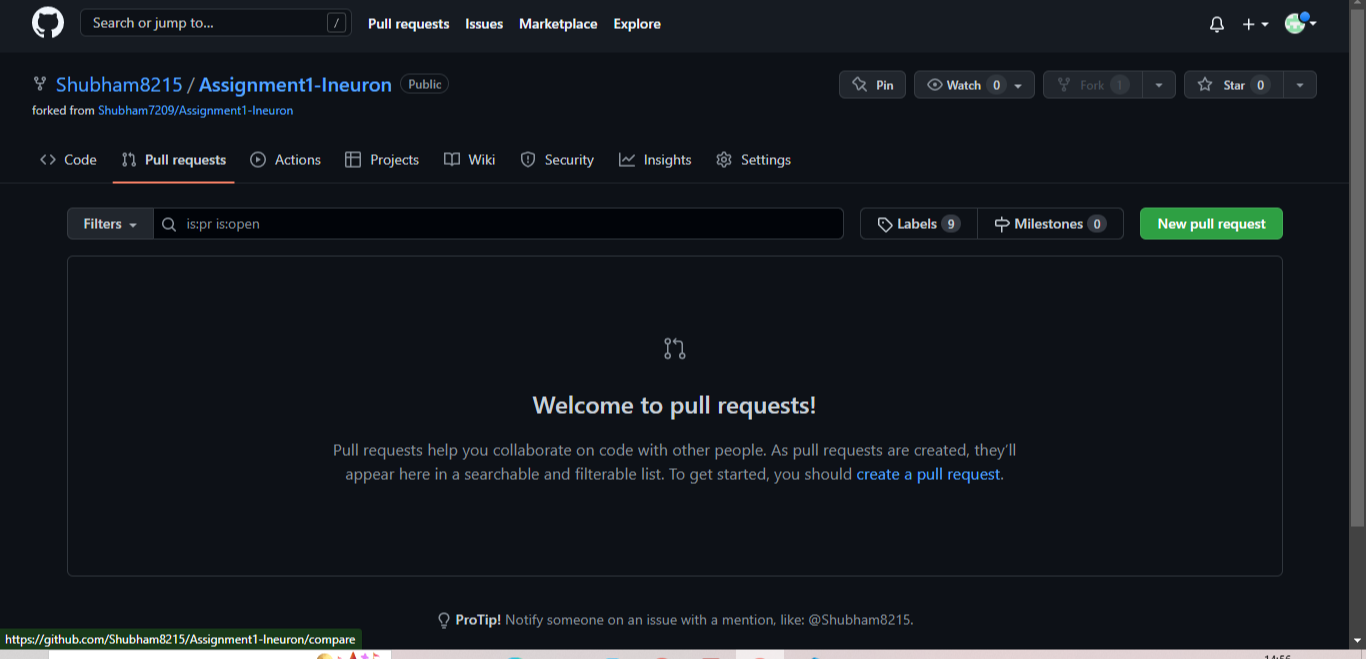 Search or jump to... / Pull requests Issues Marketplace Explore
Shubham8215 / Assignment1-Ineuron Public Pin Watch 0 Fork 1 Star 0
forked from Shubham7209/Assignment1-Ineuron
Code Pull requests Actions Projects Wiki Security Insights Settings
Filters is:pr is:open Labels 9 Milestones 0 New pull request
Welcome to pull requests!
Pull requests help you collaborate on code with other people. As pull requests are created, they'll
appear here in a searchable and filterable list. To get started, you should create a pull request.
ProTip! Notify someone on an issue with a mention, like: @Shubham8215.
https://github.com/Shubham8215/Assignment1-Ineuron/compare